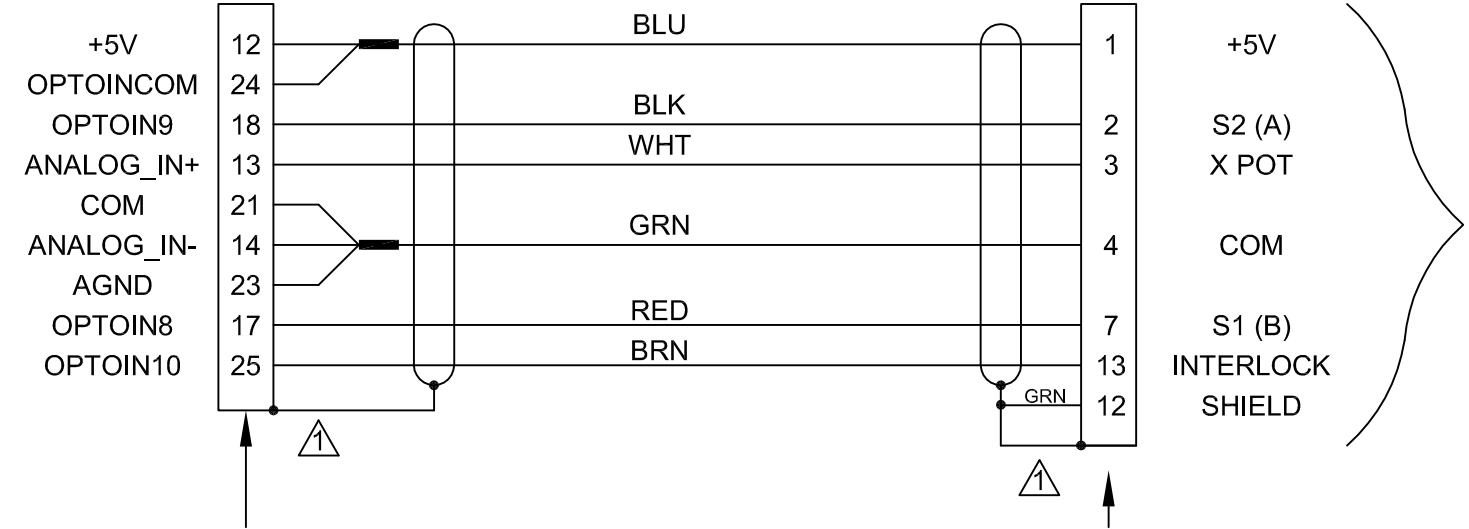 BLU
+5V 12 1 +5V
OPTOINCOM 24
BLK
OPTOIN9 18 2 S2 (A)
WHT
ANALOG_IN+ 13 3 X POT
COM 21
GRN
ANALOG_IN- 14 4 COM
AGND 23
RED
OPTOIN8 17 7 S1 (B)
BRN
OPTOIN10 25 13 INTERLOCK
GRN 12 SHIELD
1
1